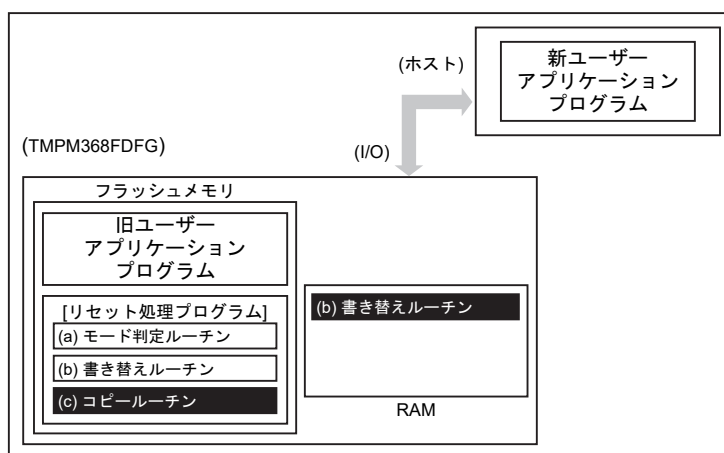 (ホスト)
新ユーザー
アプリケーション
プログラム
(TMPM368FDFG)
(I/O)
フラッシュメモリ
旧ユーザー
アプリケーション
プログラム
[リセット処理プログラム]
(a) モード判定ルーチン
(b) 書き替えルーチン
(c) コピールーチン
(b) 書き替えルーチン
RAM